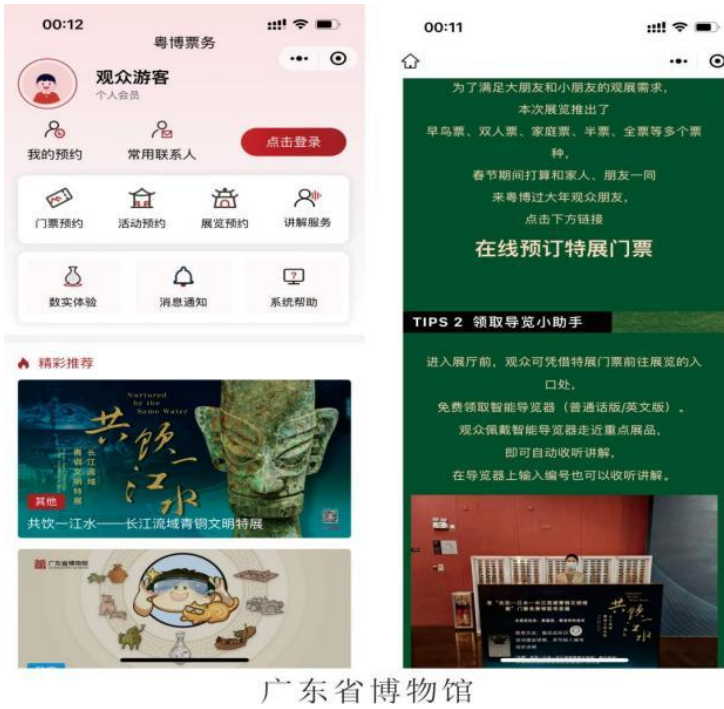 00:12
粤博票务
观众游客
个人会员
我的预约
常用联系人
点击登录
门票预约
活动预约
展览预约
讲解服务
数实体验
消息通知
系统帮助
精彩推荐
Nurtured
by the
Same Water
共饮一江水
长江流域
青铜文明特展
其他
共饮一江水——长江流域青铜文明特展
广东省博物馆
00:11
为了满足大朋友和小朋友的观展需求,
本次展览推出了
早鸟票、双人票、家庭票、半票、全票等多个票
种,
春节期间打算和家人、朋友一同
来粤博过大年观众朋友,
点击下方链接
在线预订特展门票
TIPS 2 领取导览小助手
进入展厅前,观众可凭借特展门票前往展览的入
口处,
免费领取智能导览器(普通话版/英文版)。
观众佩戴智能导览器走近重点展品,
即可自动收听讲解,
在导览器上输入编号也可以收听讲解。
共饮一江水
广东省博物馆